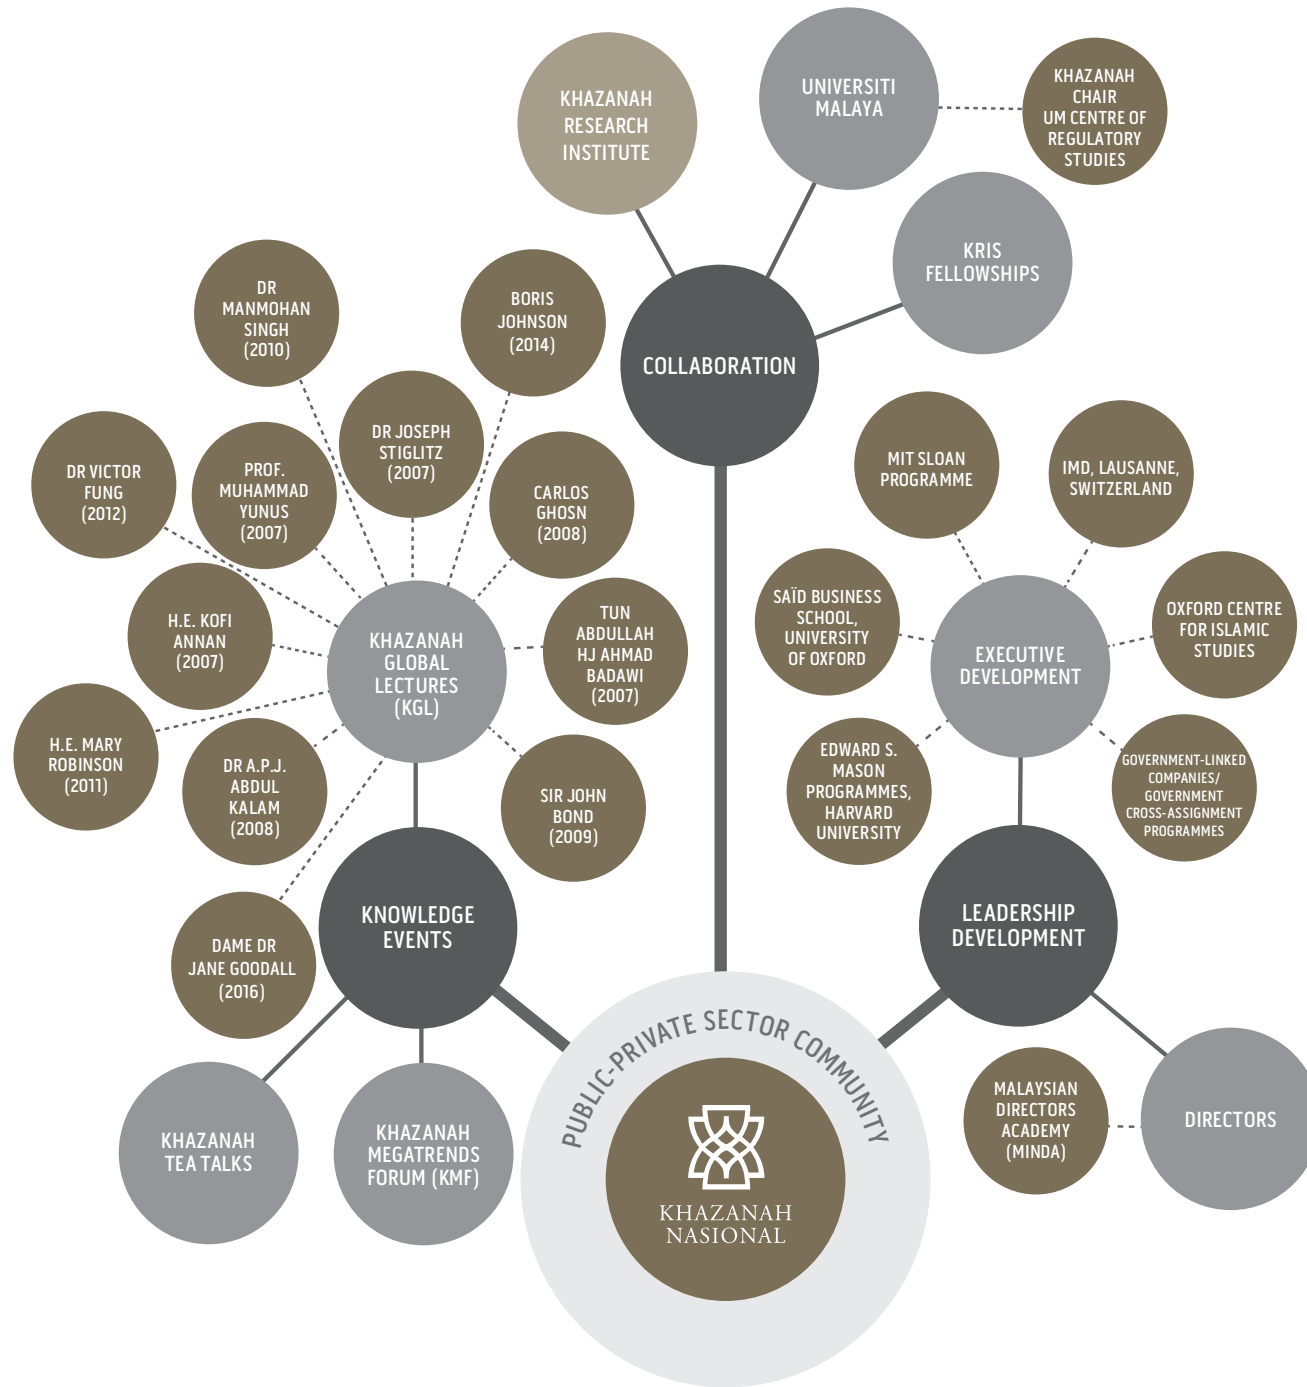 KHAZANAH
RESEARCH
INSTITUTE
UNIVERSITI
MALAYA
KHAZANAH
CHAIR
UM CENTRE OF
REGULATORY
STUDIES
KRIS
FELLOWSHIPS
COLLABORATION
DR
MANMOHAN
SINGH
(2010)
BORIS
JOHNSON
(2014)
DR JOSEPH
STIGLITZ
(2007)
DR VICTOR
FUNG
(2012)
PROF.
MUHAMMAD
YUNUS
(2007)
CARLOS
GHOSN
(2008)
H.E. KOFI
ANNAN
(2007)
KHAZANAH
GLOBAL
LECTURES
(KGL)
TUN
ABDULLAH
HJ AHMAD
BADAWI
(2007)
H.E. MARY
ROBINSON
(2011)
DR A.P.J.
ABDUL
KALAM
(2008)
SIR JOHN
BOND
(2009)
DAME DR
JANE GOODALL
(2016)
KNOWLEDGE
EVENTS
KHAZANAH
TEA TALKS
KHAZANAH
MEGATRENDS
FORUM (KMF)
MIT SLOAN
PROGRAMME
IMD, LAUSANNE,
SWITZERLAND
SAÏD BUSINESS
SCHOOL,
UNIVERSITY
OF OXFORD
OXFORD CENTRE
FOR ISLAMIC
STUDIES
EXECUTIVE
DEVELOPMENT
EDWARD S.
MASON
PROGRAMMES,
HARVARD
UNIVERSITY
GOVERNMENT-LINKED
COMPANIES/
GOVERNMENT
CROSS-ASSIGNMENT
PROGRAMMES
LEADERSHIP
DEVELOPMENT
MALAYSIAN
DIRECTORS
ACADEMY
(MINDA)
DIRECTORS
PUBLIC-PRIVATE SECTOR COMMUNITY
KHAZANAH
NASIONAL